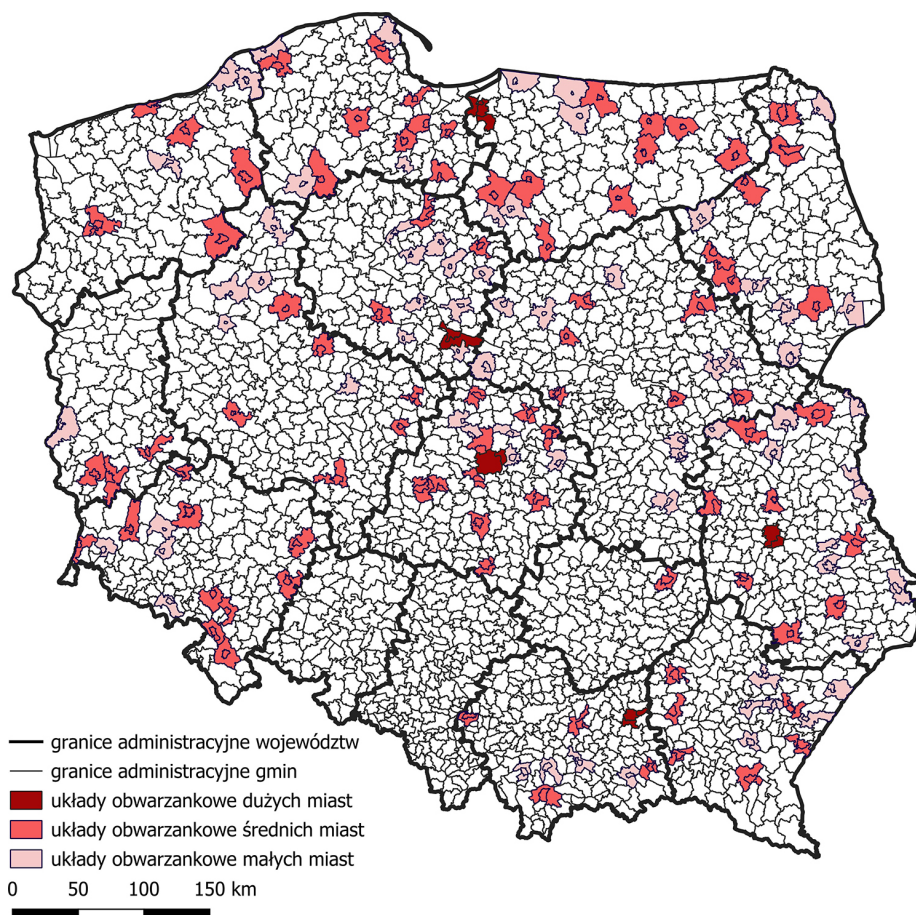 granice administracyjne województw
granice administracyjne gmin
układy obwarzankowe dużych miast
układy obwarzankowe średnich miast
układy obwarzankowe małych miast
0 50 100 150 km